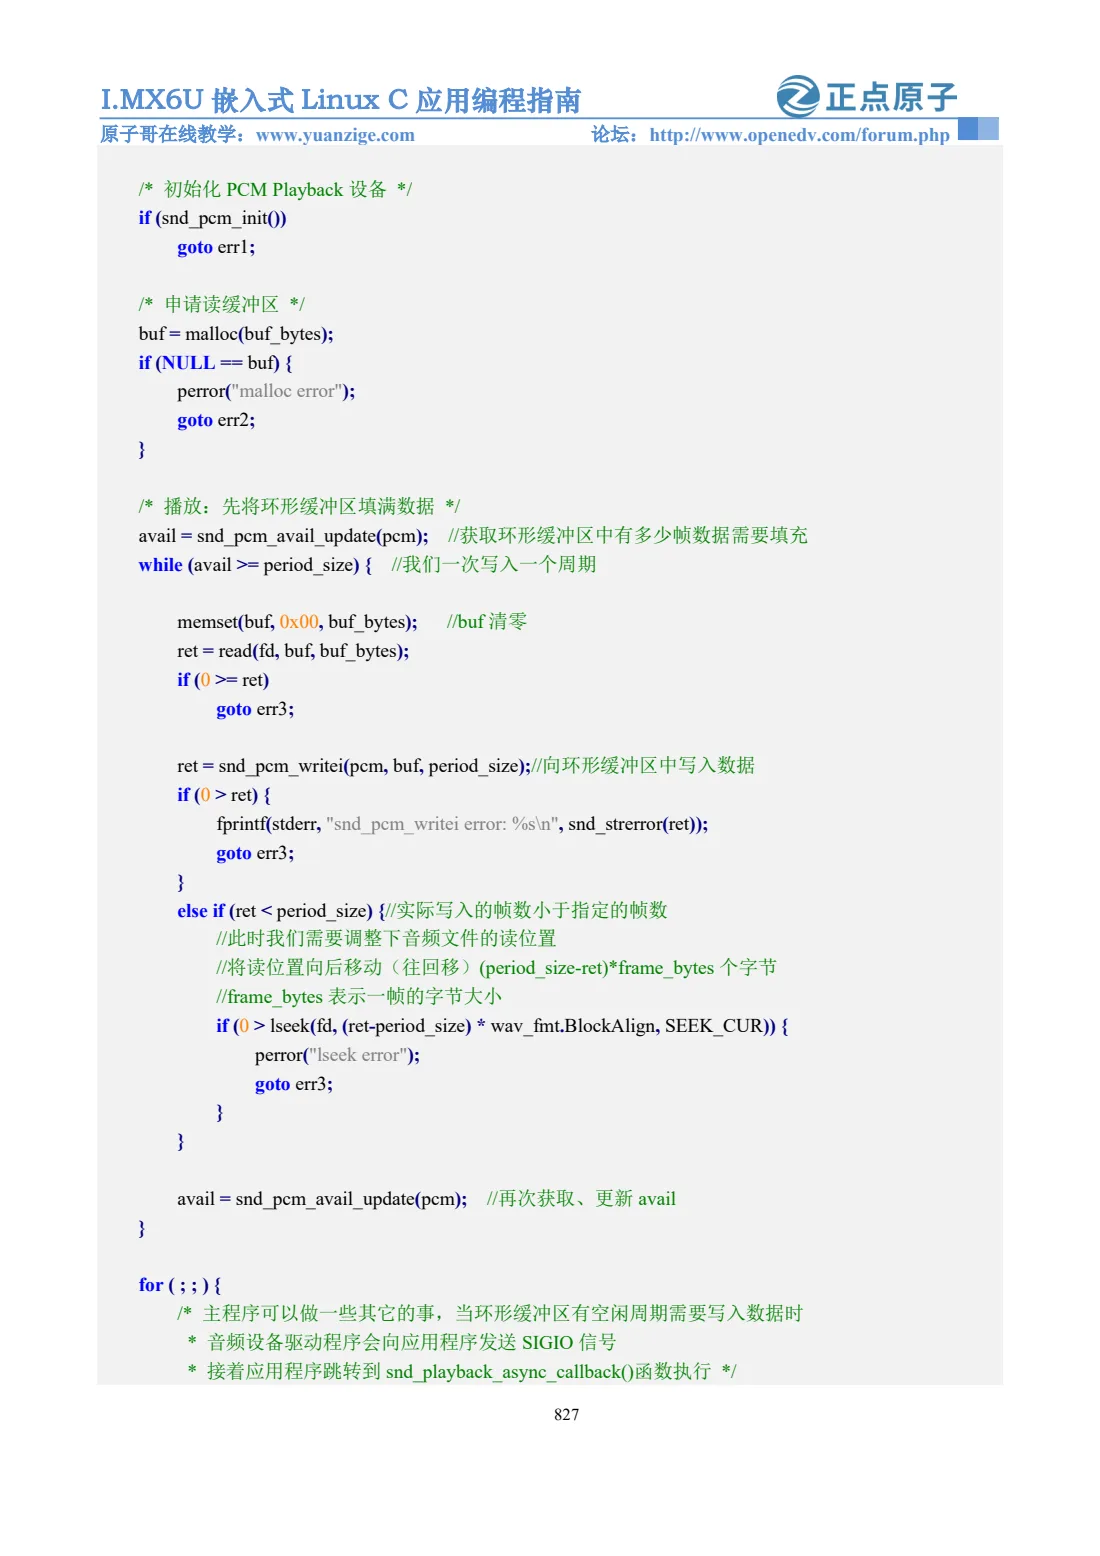 I.MX6U 嵌入式 Linux C 应用编程指南
正点原子
原子哥在线教学：www.yuanzige.com 论坛：http://www.openedv.com/forum.php
/* 初始化 PCM Playback 设备 */
if (snd_pcm_init())
goto err1;
/* 申请读缓冲区 */
buf = malloc(buf_bytes);
if (NULL == buf) {
perror("malloc error");
goto err2;
}
/* 播放：先将环形缓冲区填满数据 */
avail = snd_pcm_avail_update(pcm); //获取环形缓冲区中有多少帧数据需要填充
while (avail >= period_size) { //我们一次写入一个周期
memset(buf, 0x00, buf_bytes); //buf 清零
ret = read(fd, buf, buf_bytes);
if (0 >= ret)
goto err3;
ret = snd_pcm_writei(pcm, buf, period_size);//向环形缓冲区中写入数据
if (0 > ret) {
fprintf(stderr, "snd_pcm_writei error: %s\n", snd_strerror(ret));
goto err3;
}
else if (ret < period_size) {//实际写入的帧数小于指定的帧数
//此时我们需要调整下音频文件的读位置
//将读位置向后移动（往回移）(period_size-ret)*frame_bytes 个字节
//frame_bytes 表示一帧的字节大小
if (0 > lseek(fd, (ret-period_size) * wav_fmt.BlockAlign, SEEK_CUR)) {
perror("lseek error");
goto err3;
}
}
avail = snd_pcm_avail_update(pcm); //再次获取、更新 avail
}
for ( ; ; ) {
/* 主程序可以做一些其它的事，当环形缓冲区有空闲周期需要写入数据时
* 音频设备驱动程序会向应用程序发送 SIGIO 信号
* 接着应用程序跳转到 snd_playback_async_callback()函数执行 */
827